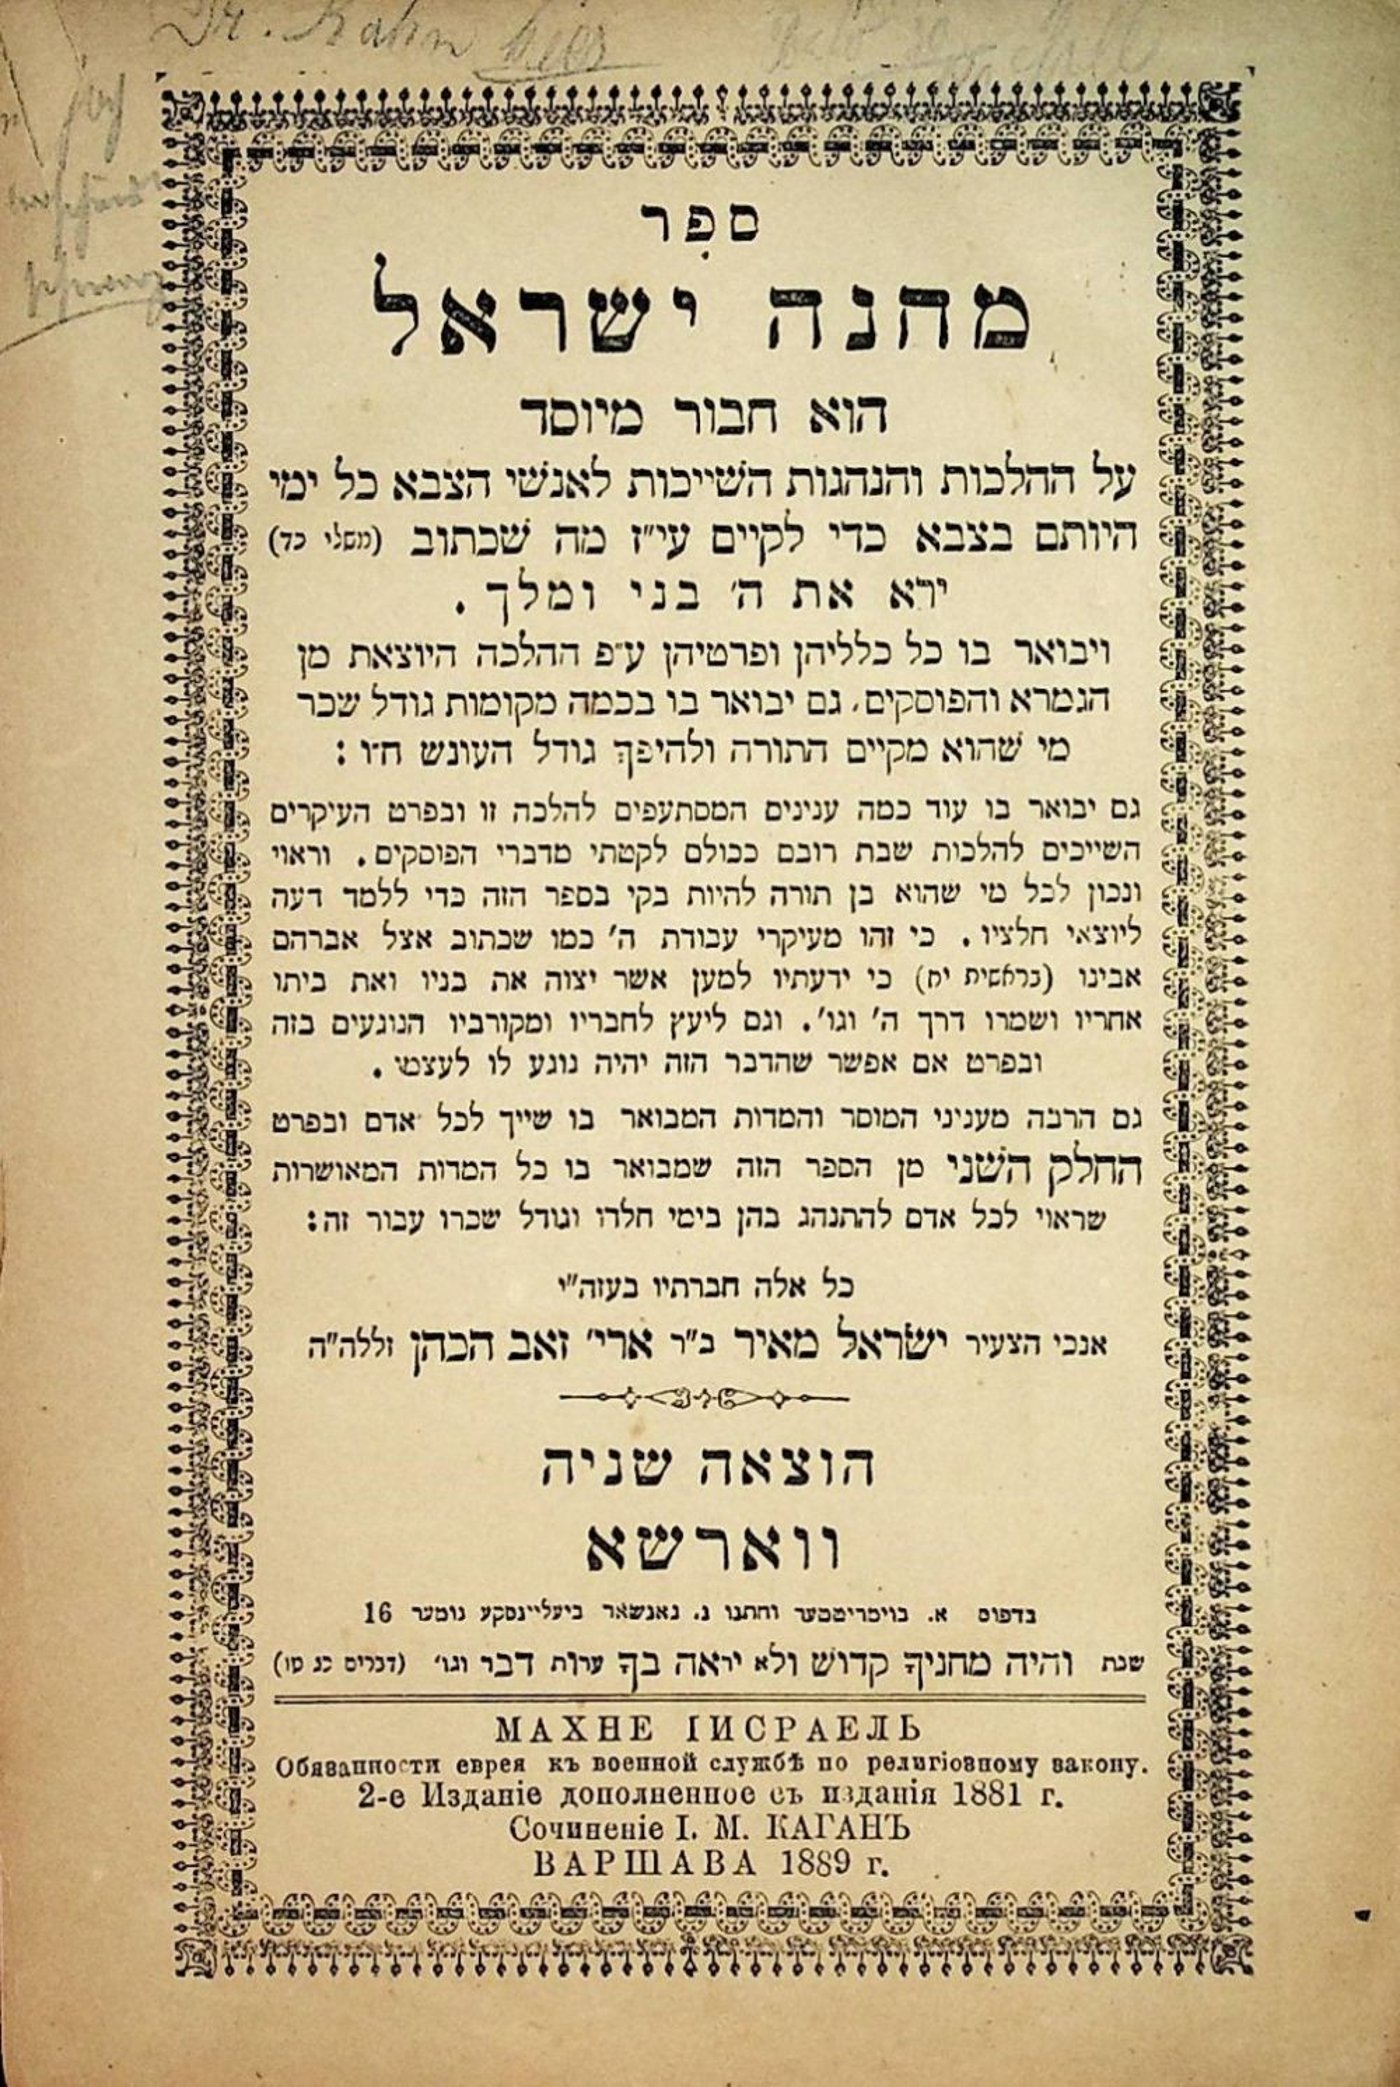 Dr. Kahn
ספר
מחנה ישראל
הוא חבור מיוסד
על ההלכות והנהגות השייכות לאנשי הצבא כל ימי
היותם בצבא כדי לקיים עי"ז מה שכתוב (משלי כד)
ירא את ה' בני ומלך.
ויבואר בו כל כלליהן ופרטיהן ע"פ ההלכה היוצאת מן
הגמרא והפוסקים, גם יבואר בו בכמה מקומות גודל שכר
מי שהוא מקיים התורה ולהיפך גודל העונש ח"ו:
גם יבואר בו עוד כמה ענינים המסתעפים להלכה זו ובפרט העיקרים
השייכים להלכות שבת רובם ככולם לקטתי מדברי הפוסקים. וראוי
ונכון לכל מי שהוא בן תורה להיות בקי בספר הזה כדי ללמד דעה
ליוצאי חלציו. כי זהו מעיקרי עבודת ה' כמו שכתוב אצל אברהם
אבינו (בראשית יח) כי ידעתיו למען אשר יצוה את בניו ואת ביתו
אחריו ושמרו דרך ה' וגו'. וגם ליעץ לחבריו ומקורביו הנוגעים בזה
ובפרט אם אפשר שהדבר הזה יהיה נוגע לו לעצמו.
גם הרבה מעניני המוסר והמדות המבואר בו שייך לכל אדם ובפרט
החלק השני מן הספר הזה שמבואר בו כל המדות המאושרות
שראוי לכל אדם להתנהג בהן בימי חלדו וגודל שכרו עבור זה:
כל אלה חברתיו בעזה"י
אנכי הצעיר ישראל מאיר ב"ר ארי' זאב הכהן זללה"ה
הוצאה שניה
ווארשא
בדפוס א. בוימריטטער וחתנו נ. גאנשאר ביעליינסקע נומער 16
שנת והיה מחניך קדוש ולא יראה בך ערות דבר וגו' (דברים כג טו)
МАХНЕ ІИСРАЕЛЬ
Обязанности еврея къ военной службѣ по религіозному закону.
2-е Изданіе дополненное съ изданія 1881 г.
Сочиненіе І. М. КАГАНЪ
ВАРШАВА 1889 г.